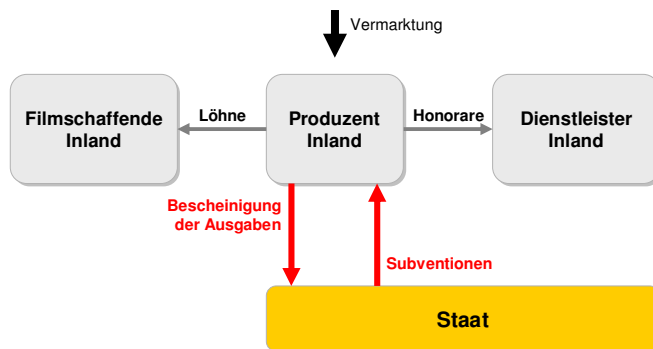 Vermarktung
Filmschaffende
Inland
Löhne
Produzent
Inland
Honorare
Dienstleister
Inland
Bescheinigung
der Ausgaben
Subventionen
Staat